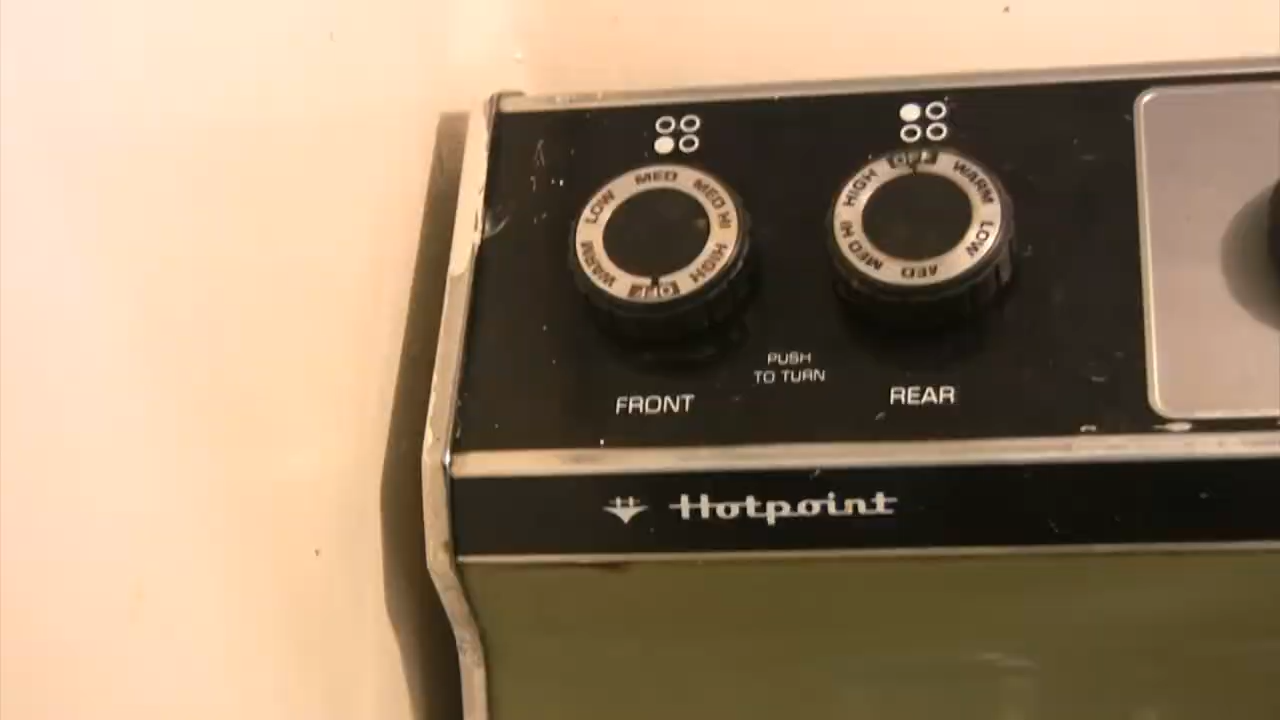 LOW MED MED HI HIGH OFF WARM
OFF WARM LOW MED MED HI HIGH
PUSH
TO TURN
FRONT
REAR
Hotpoint